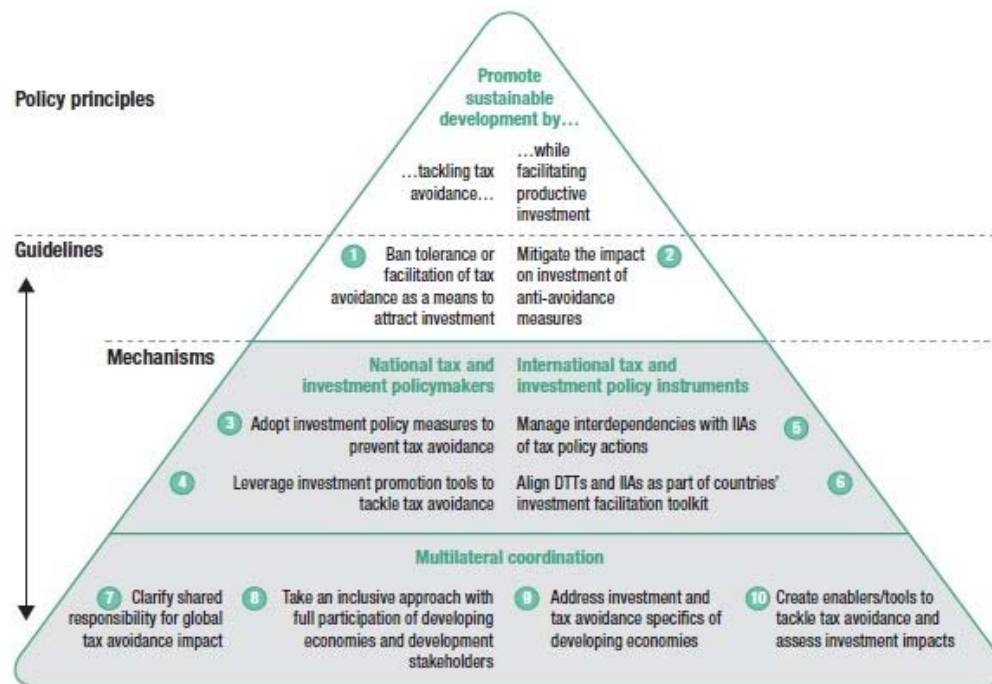 Policy principles
Promote
sustainable
development by…
…tackling tax
avoidance…
…while
facilitating
productive
investment
Guidelines
1 Ban tolerance or
facilitation of tax
avoidance as a means to
attract investment
Mitigate the impact 2
on investment of
anti-avoidance
measures
Mechanisms
National tax and
investment policymakers
International tax and
investment policy instruments
3 Adopt investment policy measures to
prevent tax avoidance
Manage interdependencies with IIAs 5
of tax policy actions
4 Leverage investment promotion tools to
tackle tax avoidance
Align DTTs and IIAs as part of countries’ 6
investment facilitation toolkit
Multilateral coordination
7 Clarify shared
responsibility for global
tax avoidance impact
8 Take an inclusive approach with
full participation of developing
economies and development
stakeholders
9 Address investment and
tax avoidance specifics of
developing economies
10 Create enablers/tools to
tackle tax avoidance and
assess investment impacts